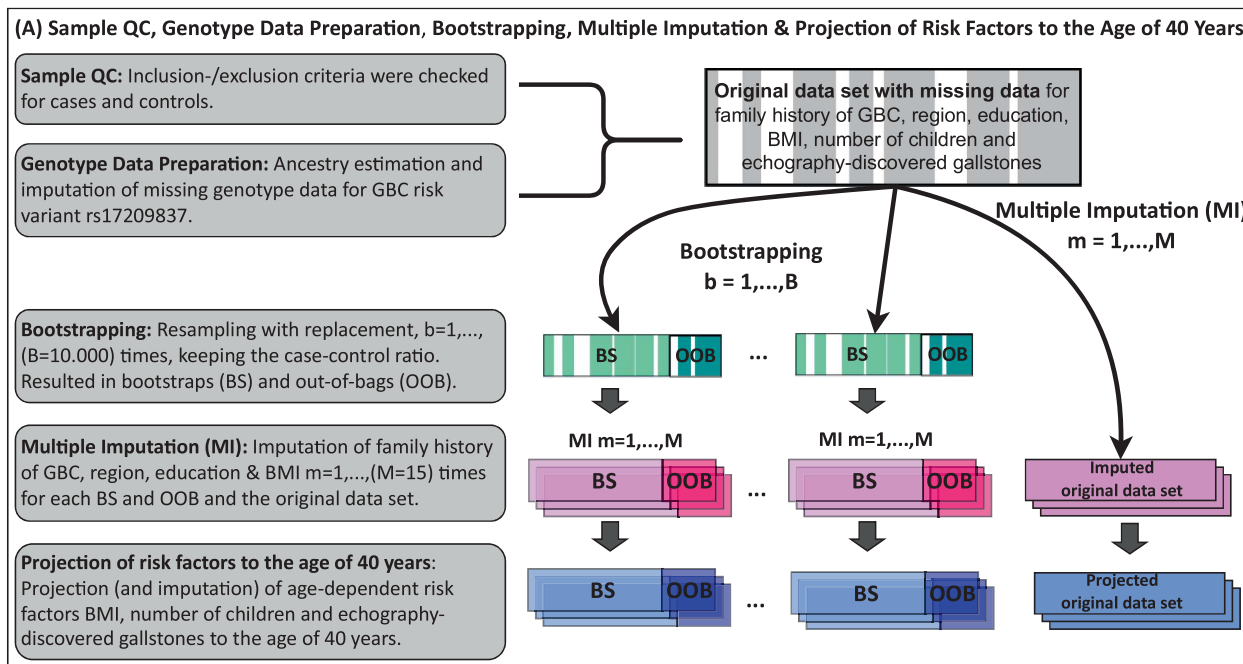 (A) Sample QC, Genotype Data Preparation, Bootstrapping, Multiple Imputation & Projection of Risk Factors to the Age of 40 Years
Sample QC: Inclusion-/exclusion criteria were checked
for cases and controls.
Genotype Data Preparation: Ancestry estimation and
imputation of missing genotype data for GBC risk
variant rs17209837.
Original data set with missing data for
family history of GBC, region, education,
BMI, number of children and
echography-discovered gallstones
Multiple Imputation (MI)
m = 1,...,M
Bootstrapping
b = 1,...,B
Bootstrapping: Resampling with replacement, b=1,...,
(B=10.000) times, keeping the case-control ratio.
Resulted in bootstraps (BS) and out-of-bags (OOB).
BS OOB ... BS OOB
Multiple Imputation (MI): Imputation of family history
of GBC, region, education & BMI m=1,...,(M=15) times
for each BS and OOB and the original data set.
MI m=1,...,M MI m=1,...,M
BS OOB ... BS OOB
Imputed
original data set
Projection of risk factors to the age of 40 years:
Projection (and imputation) of age-dependent risk
factors BMI, number of children and echography-
discovered gallstones to the age of 40 years.
BS OOB ... BS OOB
Projected
original data set